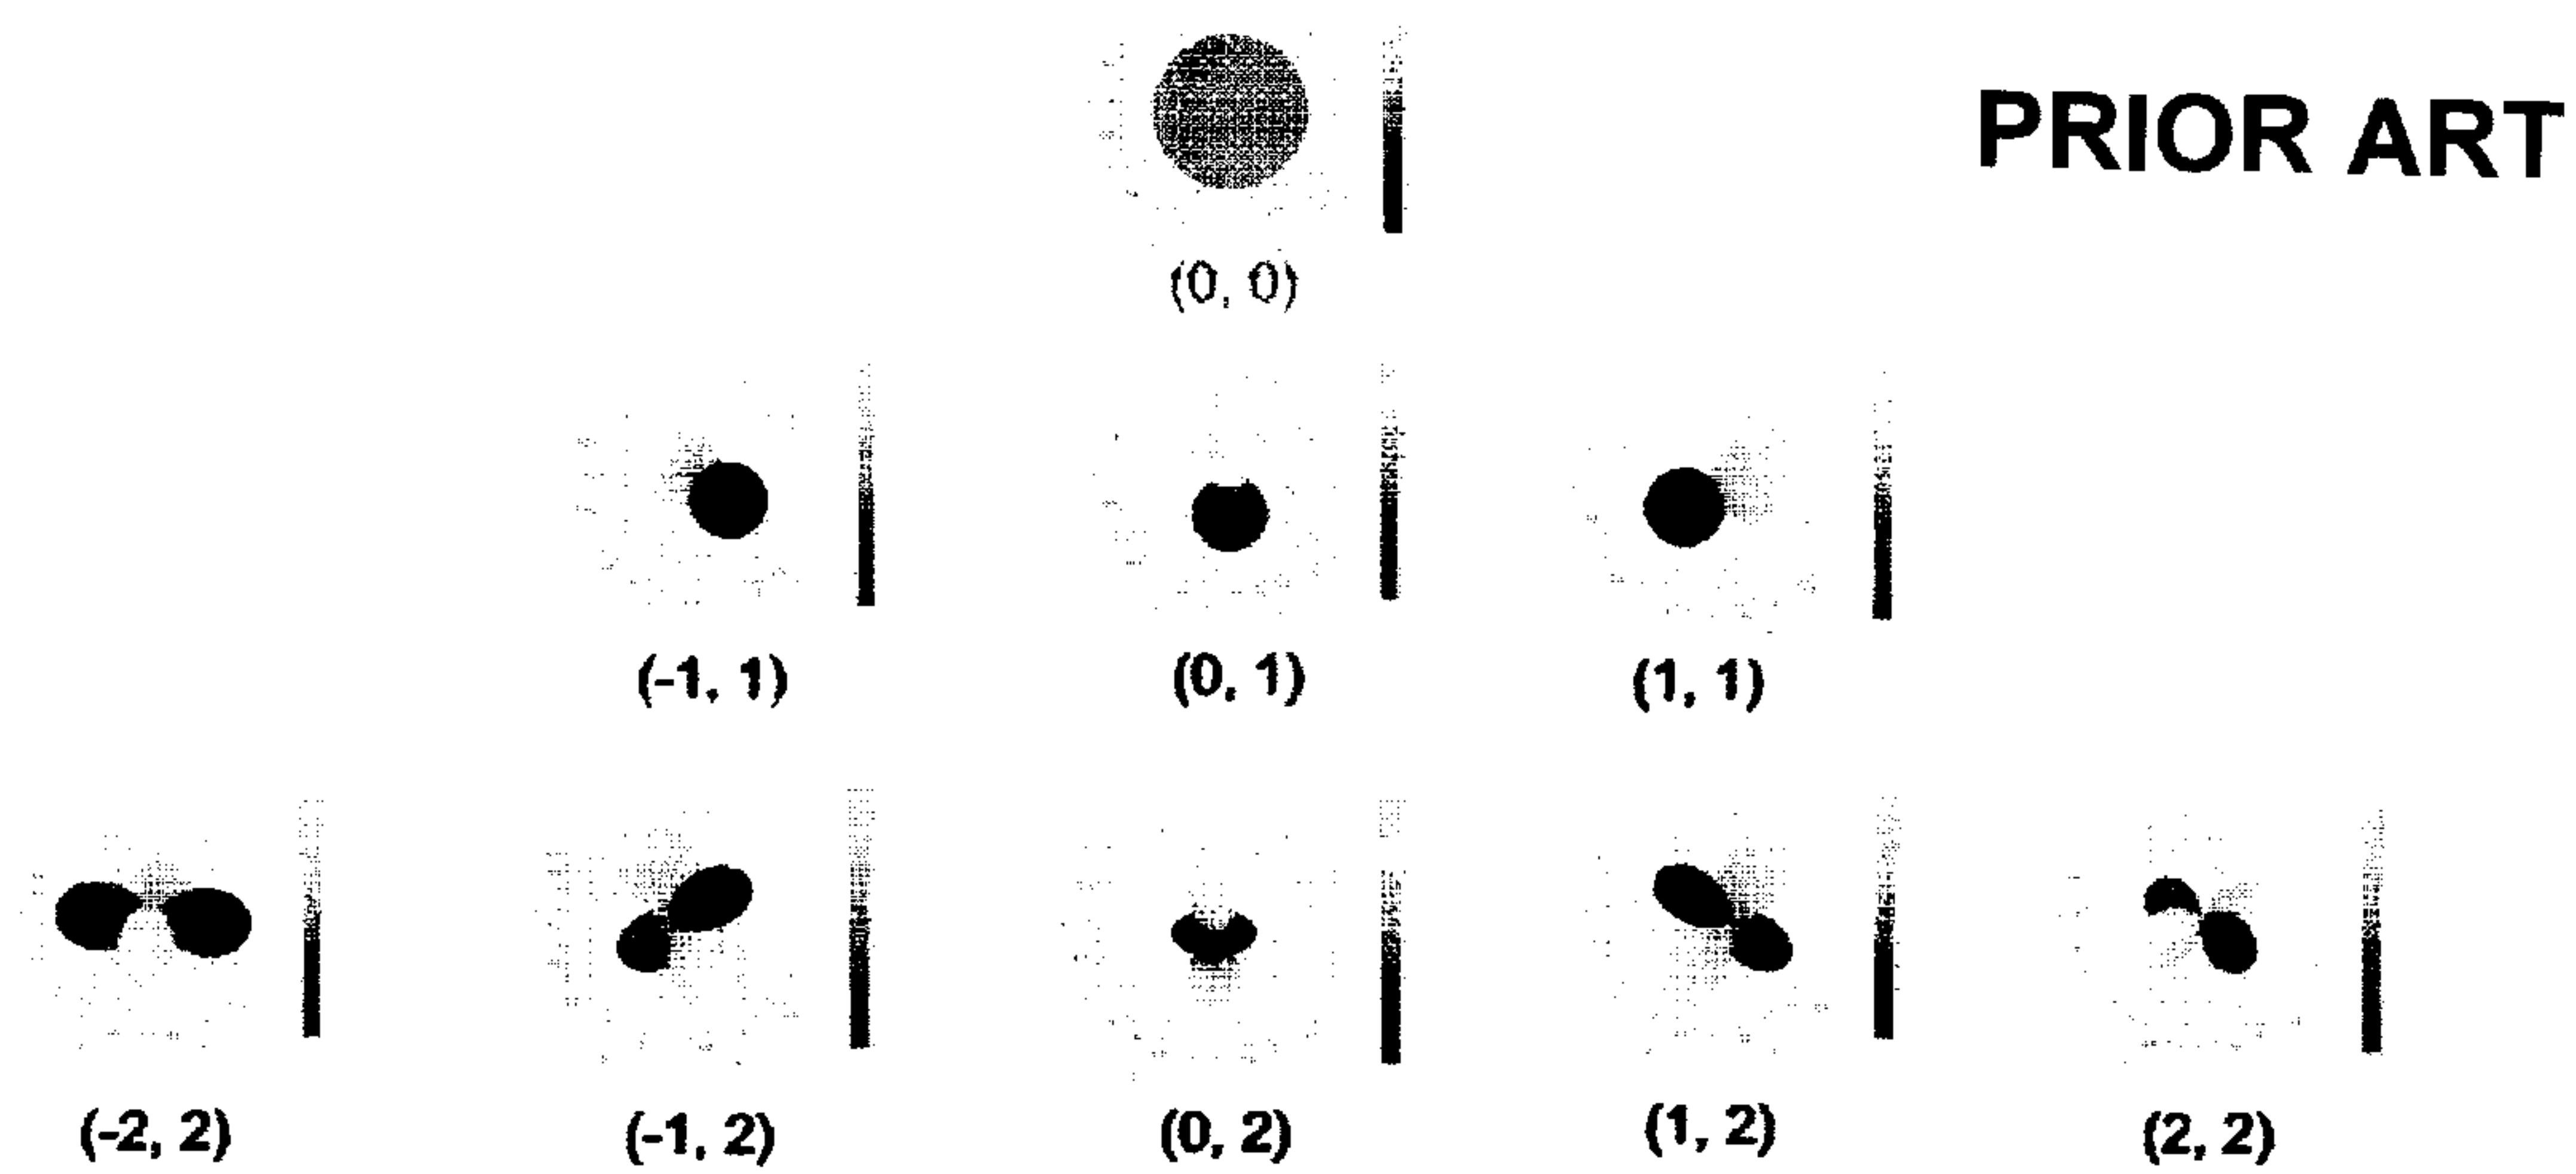 PRIOR ART
(0, 0)
(-1, 1) (0, 1) (1, 1)
(-2, 2) (-1, 2) (0, 2) (1, 2) (2, 2)